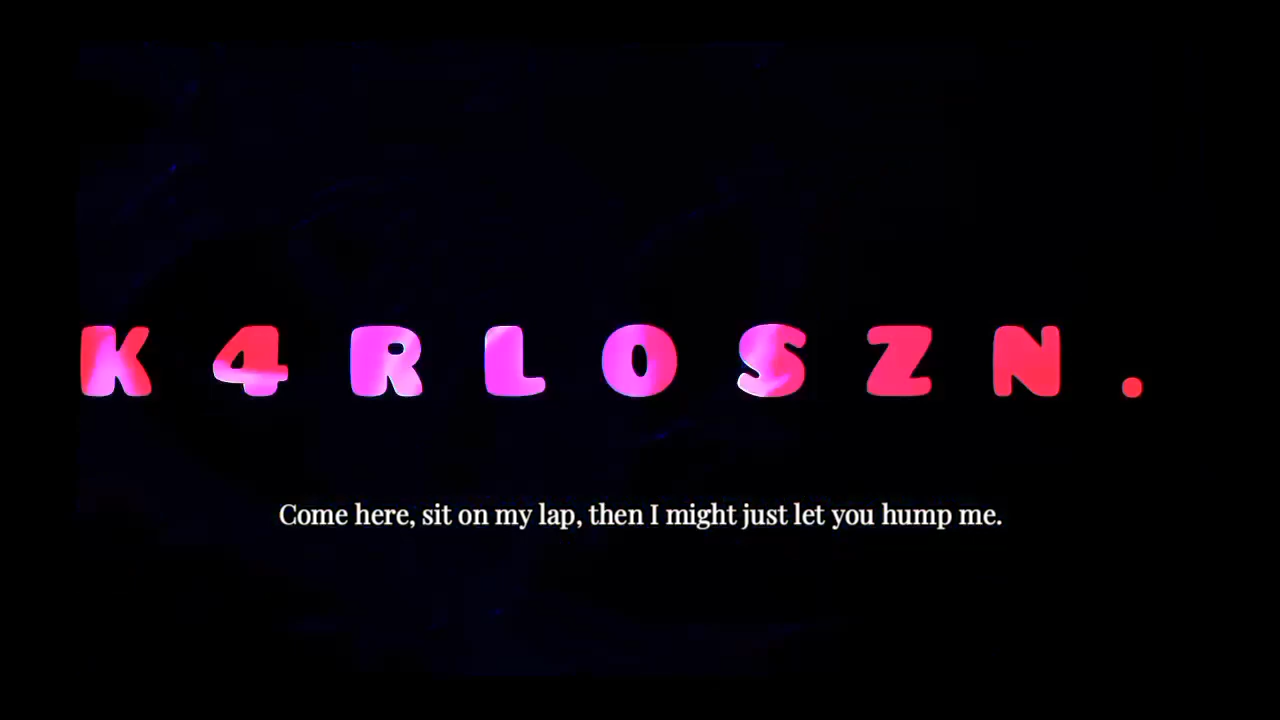 K 4 R L O S Z N .
Come here, sit on my lap, then I might just let you hump me.